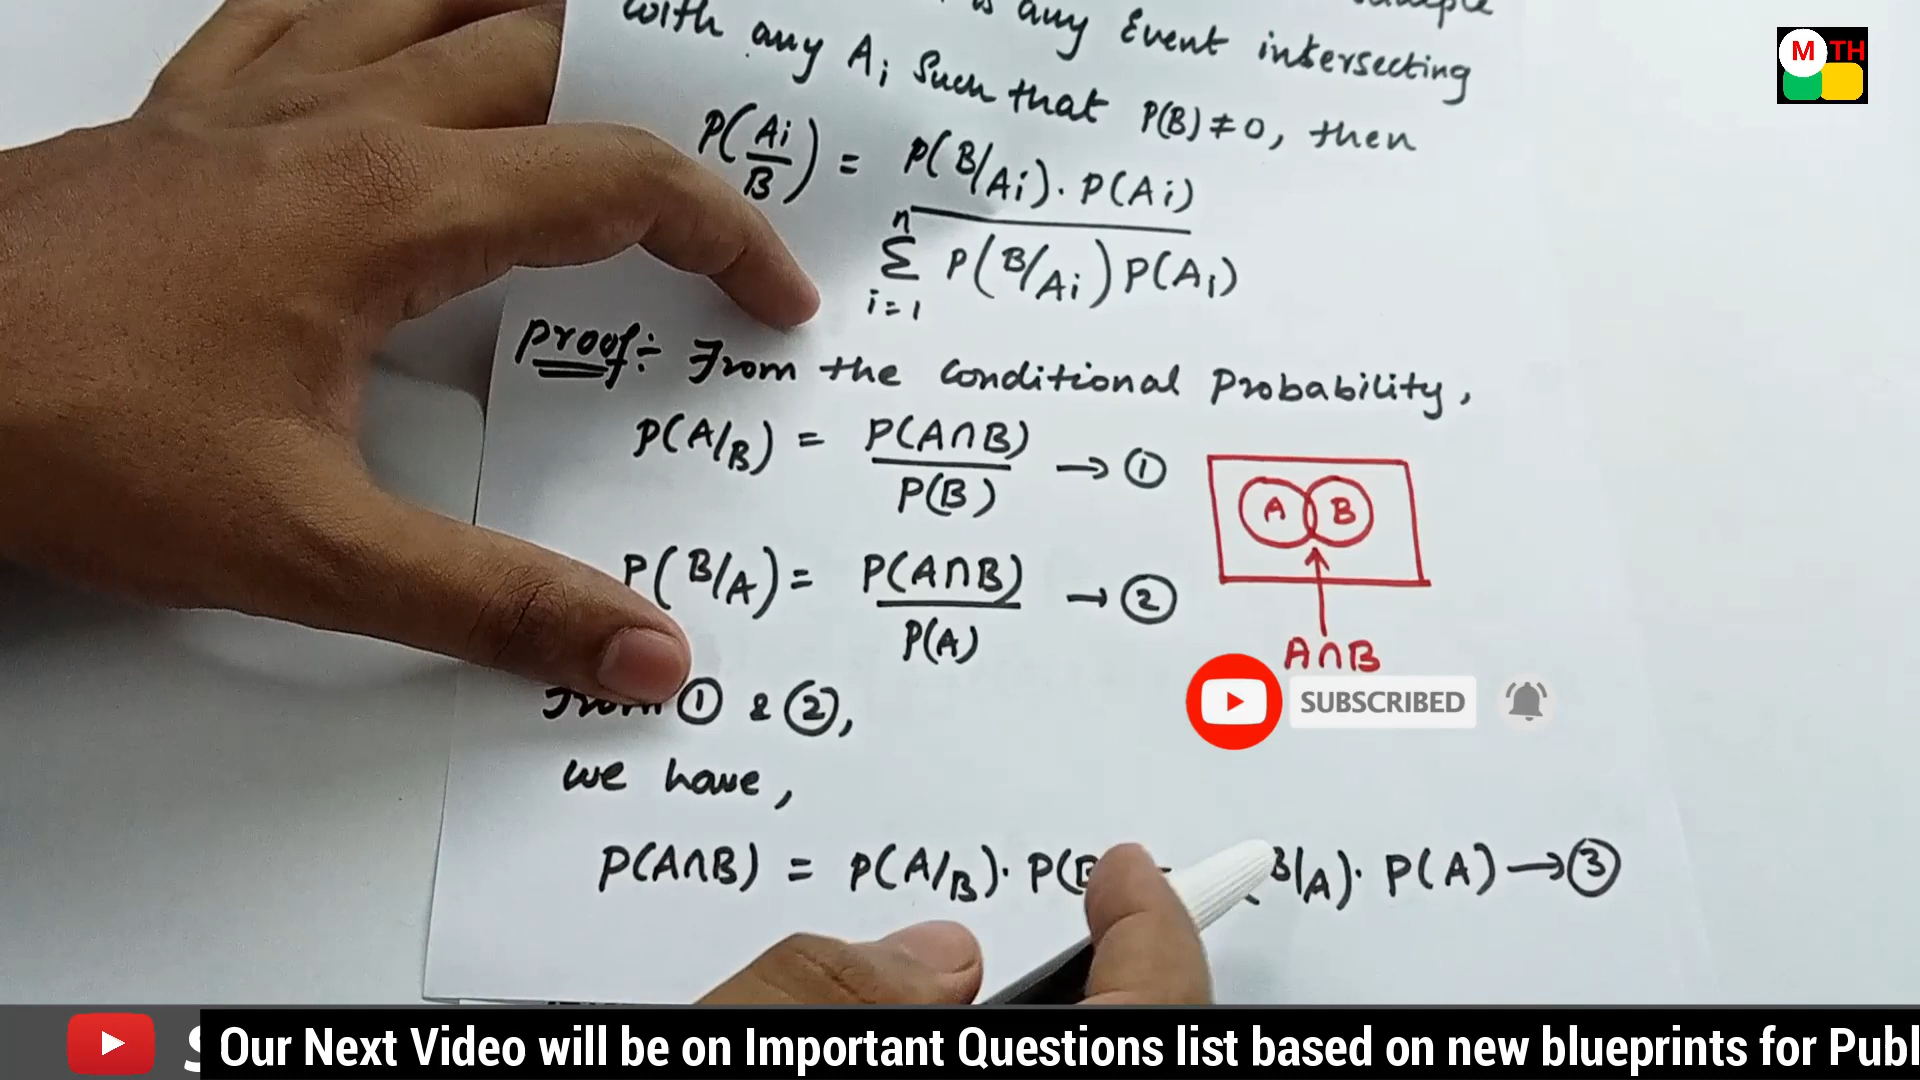 is any Event intersecting
with any Ai Such that P(B) ≠ 0, then
P(Ai/B) = P(B/Ai). P(Ai)
n
Σ P(B/Ai) P(Ai)
i=1
Proof:- From the Conditional Probability,
P(A/B) = P(A∩B)/P(B) → ①
A B
P(B/A) = P(A∩B)/P(A) → ②
A∩B
From ① & ②,
we have,
P(A∩B) = P(A/B). P(B B/A). P(A) → ③
M TH
SUBSCRIBED
Our Next Video will be on Important Questions list based on new blueprints for Publ